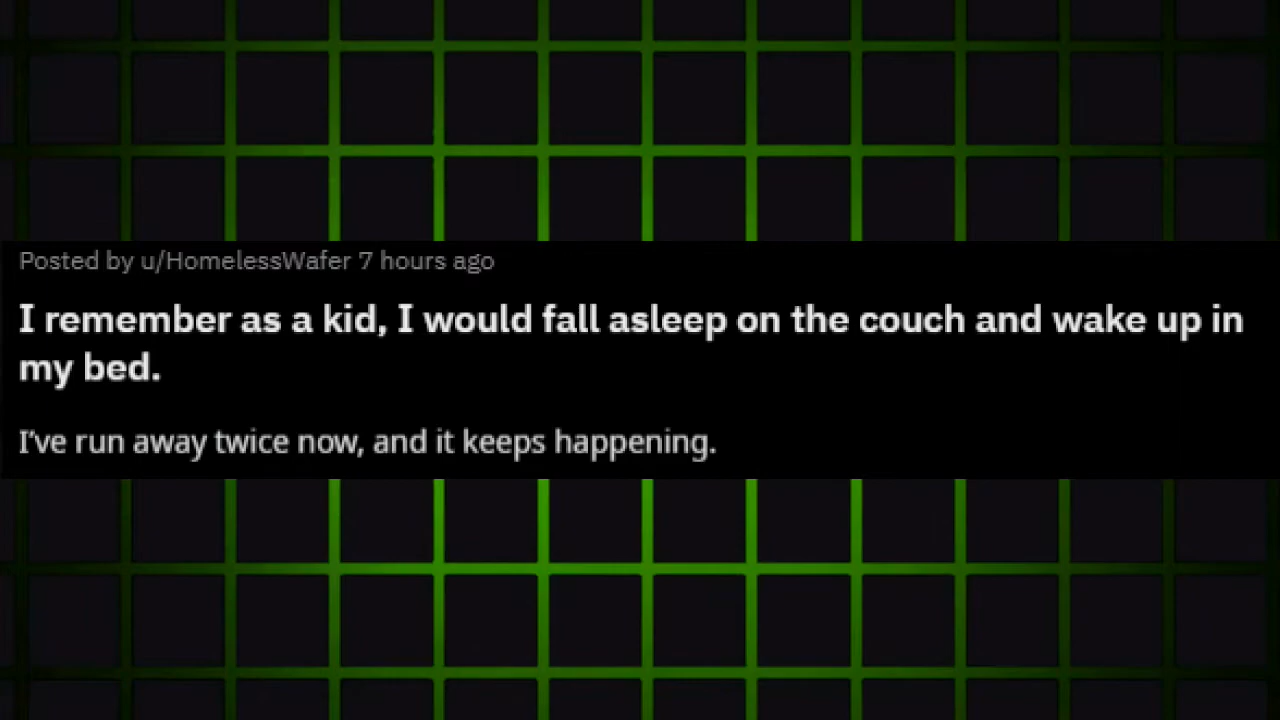 Posted by u/HomelessWafer 7 hours ago
I remember as a kid, I would fall asleep on the couch and wake up in
my bed.
I've run away twice now, and it keeps happening.